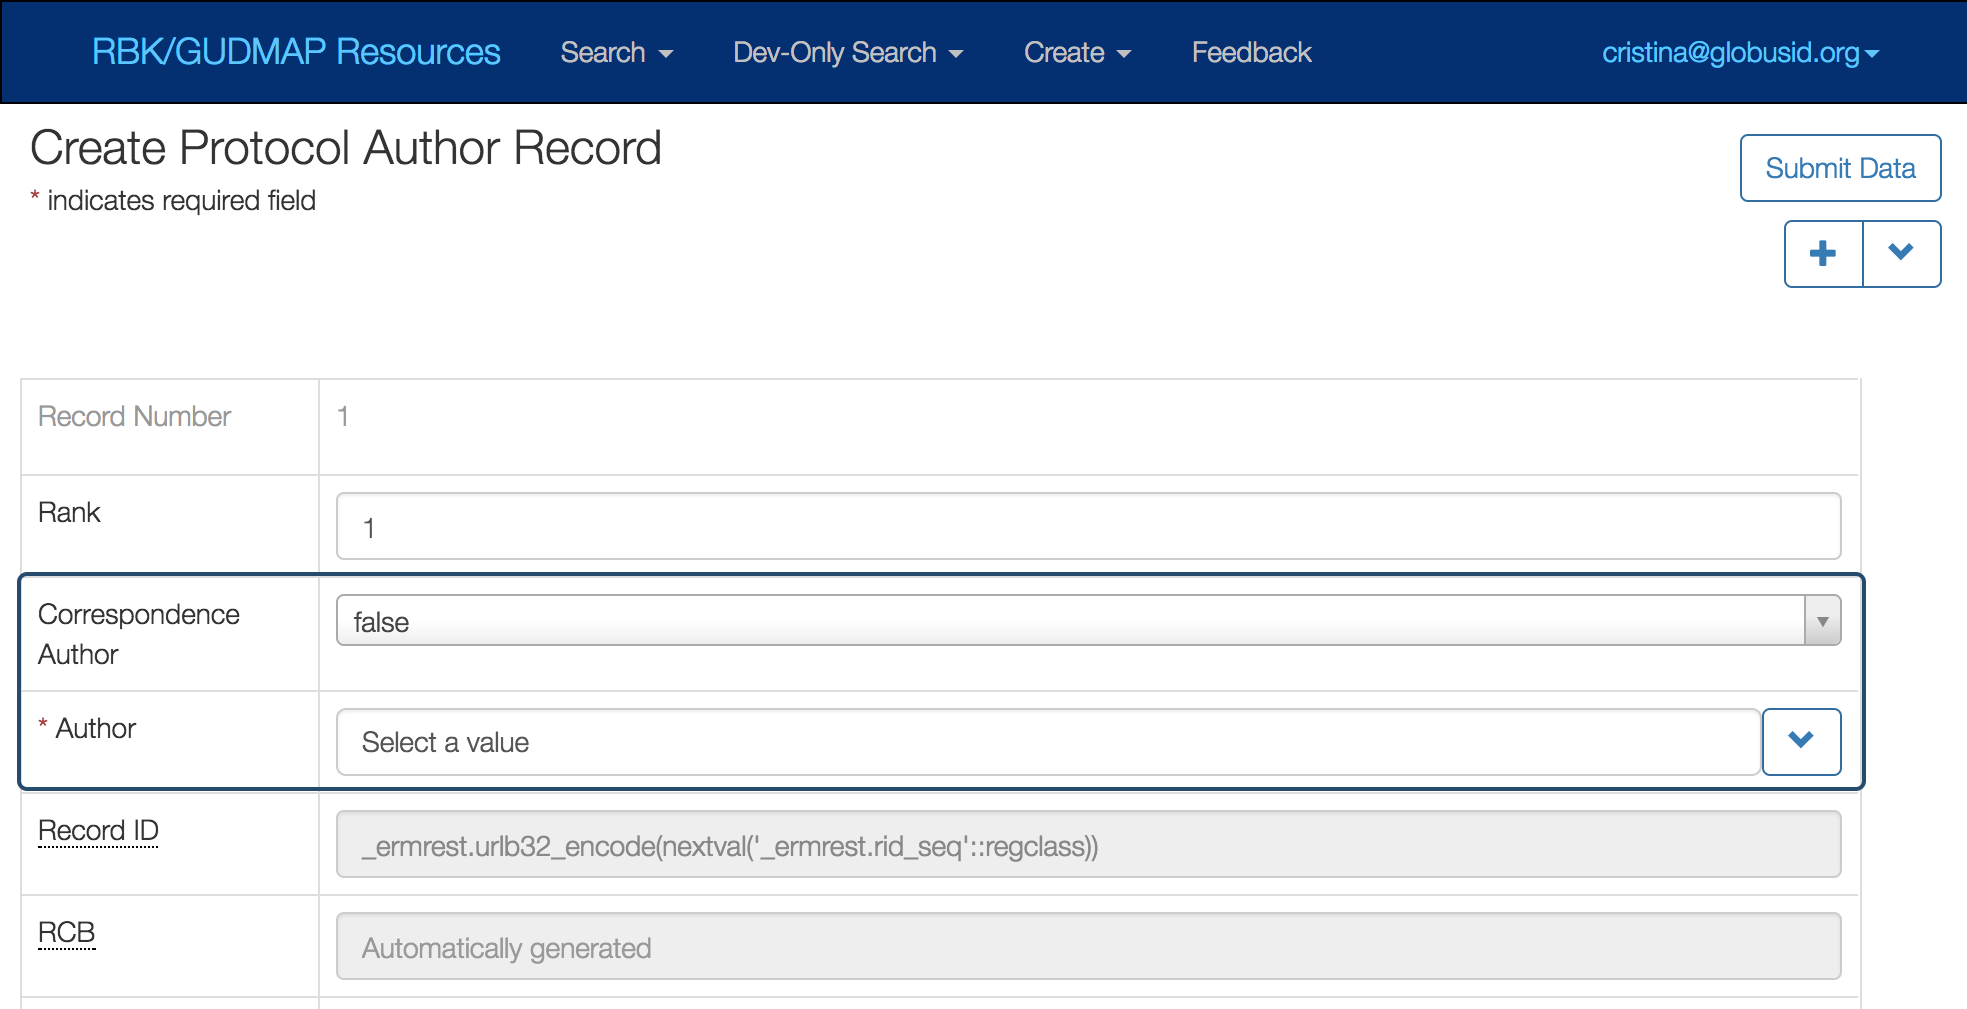 RBK/GUDMAP Resources Search Dev-Only Search Create Feedback cristina@globusid.org
Create Protocol Author Record
Submit Data
* indicates required field
Record Number 1
Rank 1
Correspondence Author false
* Author Select a value
Record ID _ermrest.urlb32_encode(nextval('_ermrest.rid_seq'::regclass))
RCB Automatically generated